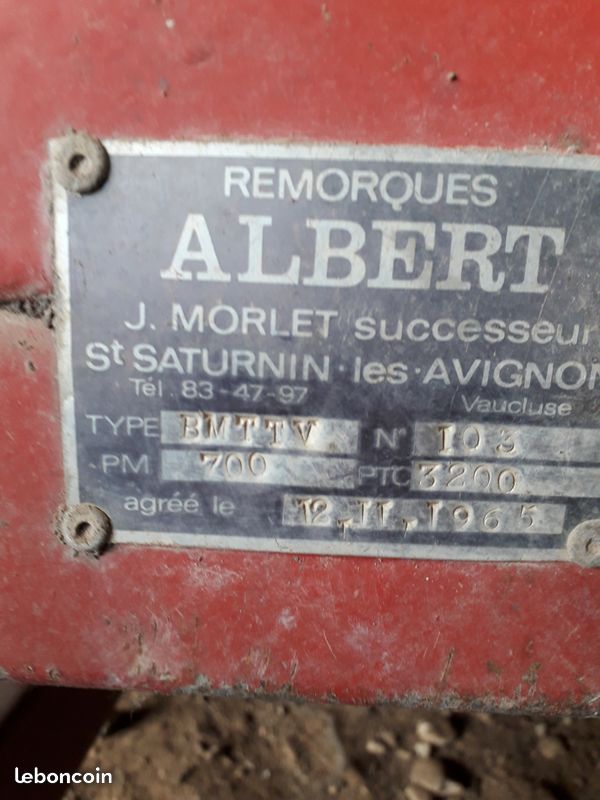 REMORQUES
ALBERT
J. MORLET successeur
St SATURNIN·les·AVIGNON
Tél. 83-47-97 Vaucluse
TYPE BMTTV N° 103
PM 700 PTC 3200
agréé le 12.11.1965
leboncoin